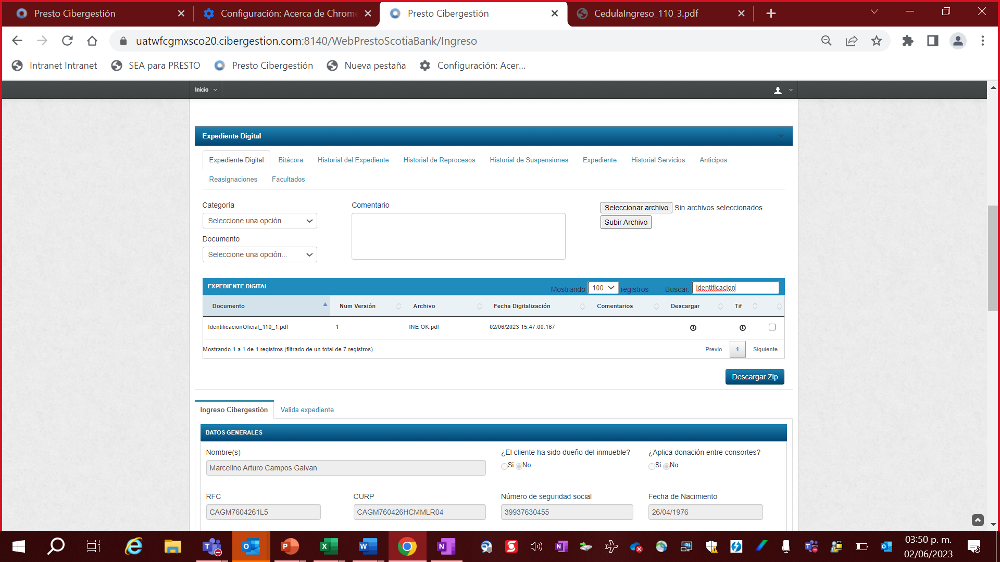 Presto Cibergestión
Configuración: Acerca de Chrome
Presto Cibergestión
CedulaIngreso_110_3.pdf
uatwfcgmxsco20.cibergestion.com:8140/WebPrestoScotiaBank/Ingreso
Intranet Intranet
SEA para PRESTO
Presto Cibergestión
Nueva pestaña
Configuración: Acer...
Inicio
Expediente Digital
Expediente Digital
Bitácora
Historial del Expediente
Historial de Reprocesos
Historial de Suspensiones
Expediente
Historial Servicios
Anticipos
Reasignaciones
Facultados
Categoría
Comentario
Seleccionar archivo Sin archivos seleccionados
Seleccione una opción...
Subir Archivo
Documento
Seleccione una opción...
EXPEDIENTE DIGITAL
Mostrando 100 registros
Buscar: identificacion
Documento
Num Versión
Archivo
Fecha Digitalización
Comentarios
Descargar
Tif
IdentificacionOficial_110_1.pdf
1
INE OK.pdf
02/06/2023 15:47:00:167
Mostrando 1 a 1 de 1 registros (filtrado de un total de 7 registros)
Previo
1
Siguiente
Descargar Zip
Ingreso Cibergestión
Valida expediente
DATOS GENERALES
Nombre(s)
¿El cliente ha sido dueño del inmueble?
¿Aplica donación entre consortes?
Marcelino Arturo Campos Galvan
Si No
Si No
RFC
CURP
Número de seguridad social
Fecha de Nacimiento
CAGM7604261L5
CAGM760426HCMMLR04
39937630455
26/04/1976
03:50 p. m.
02/06/2023